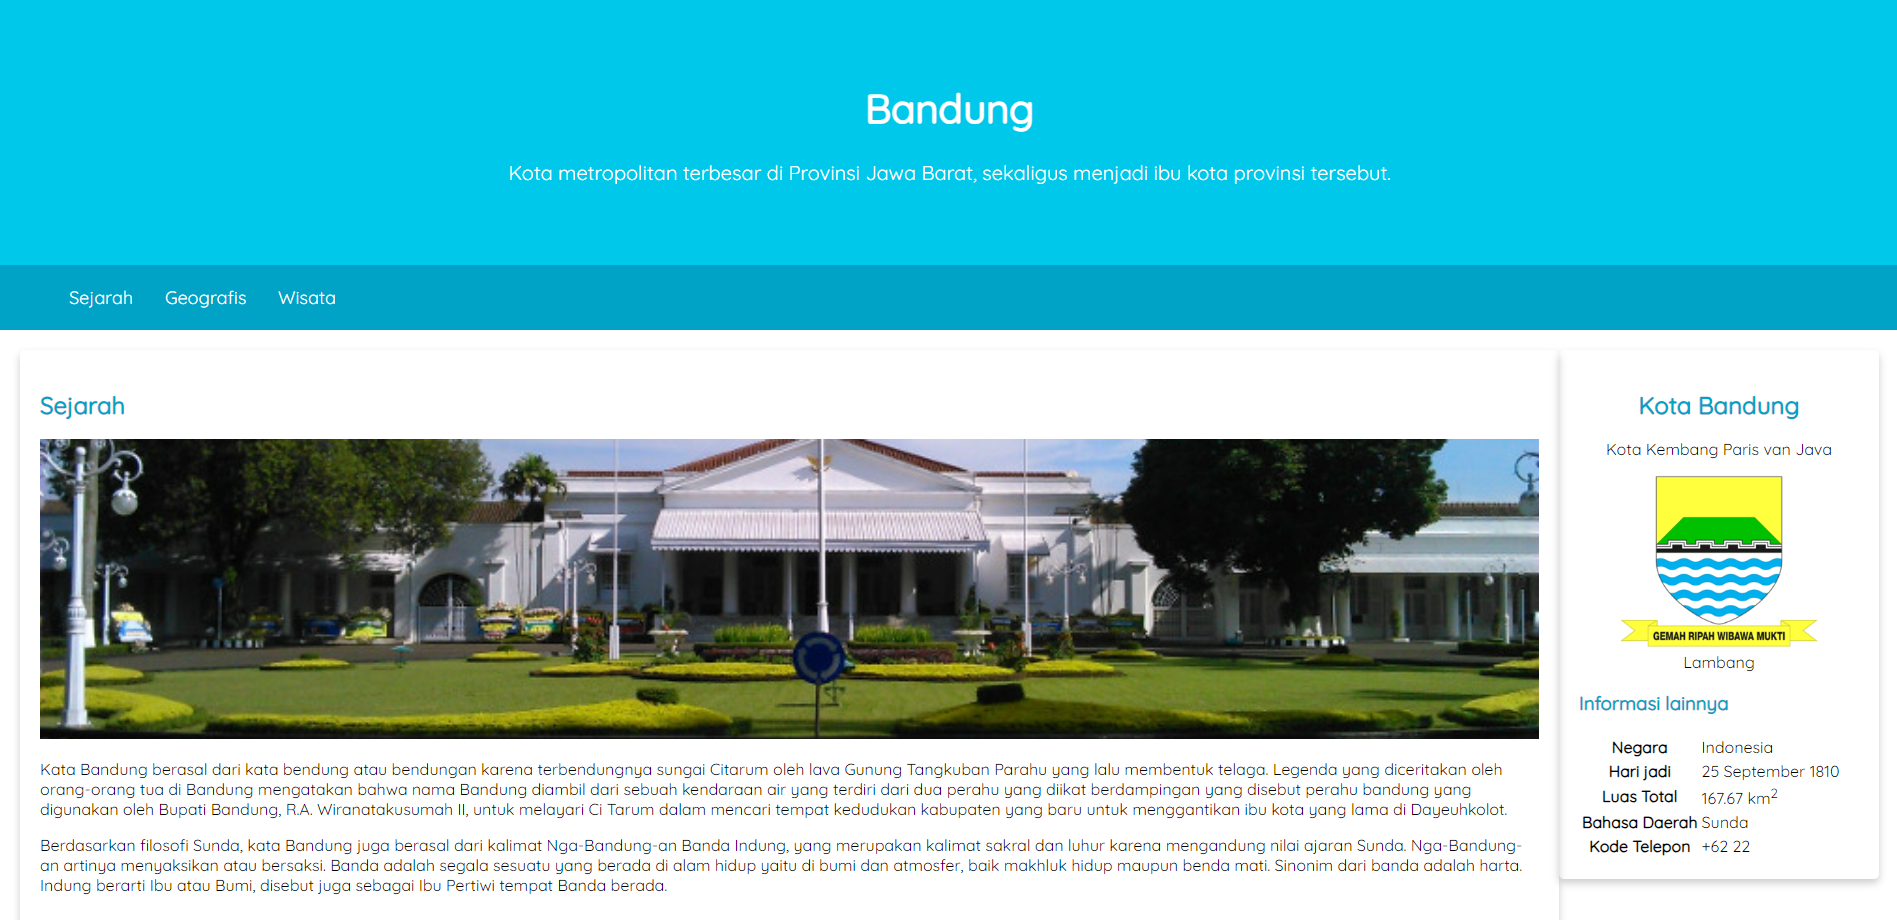 Bandung
Kota metropolitan terbesar di Provinsi Jawa Barat, sekaligus menjadi ibu kota provinsi tersebut.
Sejarah Geografis Wisata
Sejarah
Kata Bandung berasal dari kata bendung atau bendungan karena terbendungnya sungai Citarum oleh lava Gunung Tangkuban Parahu yang lalu membentuk telaga. Legenda yang diceritakan oleh
orang-orang tua di Bandung mengatakan bahwa nama Bandung diambil dari sebuah kendaraan air yang terdiri dari dua perahu yang diikat berdampingan yang disebut perahu bandung yang
digunakan oleh Bupati Bandung, R.A. Wiranatakusumah II, untuk melayari Ci Tarum dalam mencari tempat kedudukan kabupaten yang baru untuk menggantikan ibu kota yang lama di Dayeuhkolot.
Berdasarkan filosofi Sunda, kata Bandung juga berasal dari kalimat Nga-Bandung-an Banda Indung, yang merupakan kalimat sakral dan luhur karena mengandung nilai ajaran Sunda. Nga-Bandung-
an artinya menyaksikan atau bersaksi. Banda adalah segala sesuatu yang berada di alam hidup yaitu di bumi dan atmosfer, baik makhluk hidup maupun benda mati. Sinonim dari banda adalah harta.
Indung berarti Ibu atau Bumi, disebut juga sebagai Ibu Pertiwi tempat Banda berada.
Kota Bandung
Kota Kembang Paris van Java
GEMAH RIPAH WIBAWA MUKTI
Lambang
Informasi lainnya
Negara Indonesia
Hari jadi 25 September 1810
Luas Total 167.67 km²
Bahasa Daerah Sunda
Kode Telepon +62 22